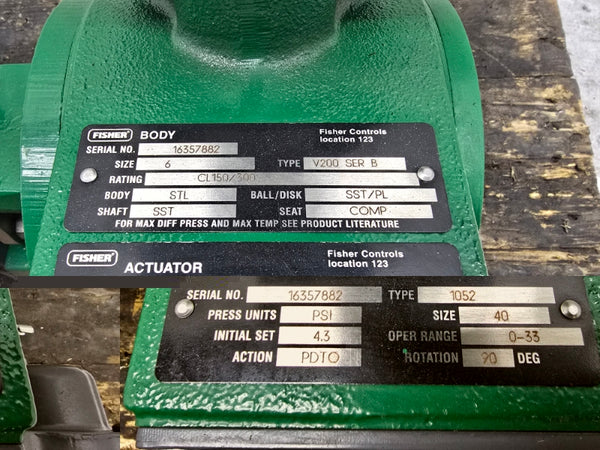 FISHER BODY Fisher Controls
location 123
SERIAL NO. 16357882
SIZE 6 TYPE V200 SER B
RATING CL150/300
BODY STL BALL/DISK SST/PL
SHAFT SST SEAT COMP
FOR MAX DIFF PRESS AND MAX TEMP SEE PRODUCT LITERATURE
FISHER ACTUATOR Fisher Controls
location 123
SERIAL NO. 16357882 TYPE 1052
PRESS UNITS PSI SIZE 40
INITIAL SET 4.3 OPER RANGE 0-33
ACTION PDTO ROTATION 90 DEG